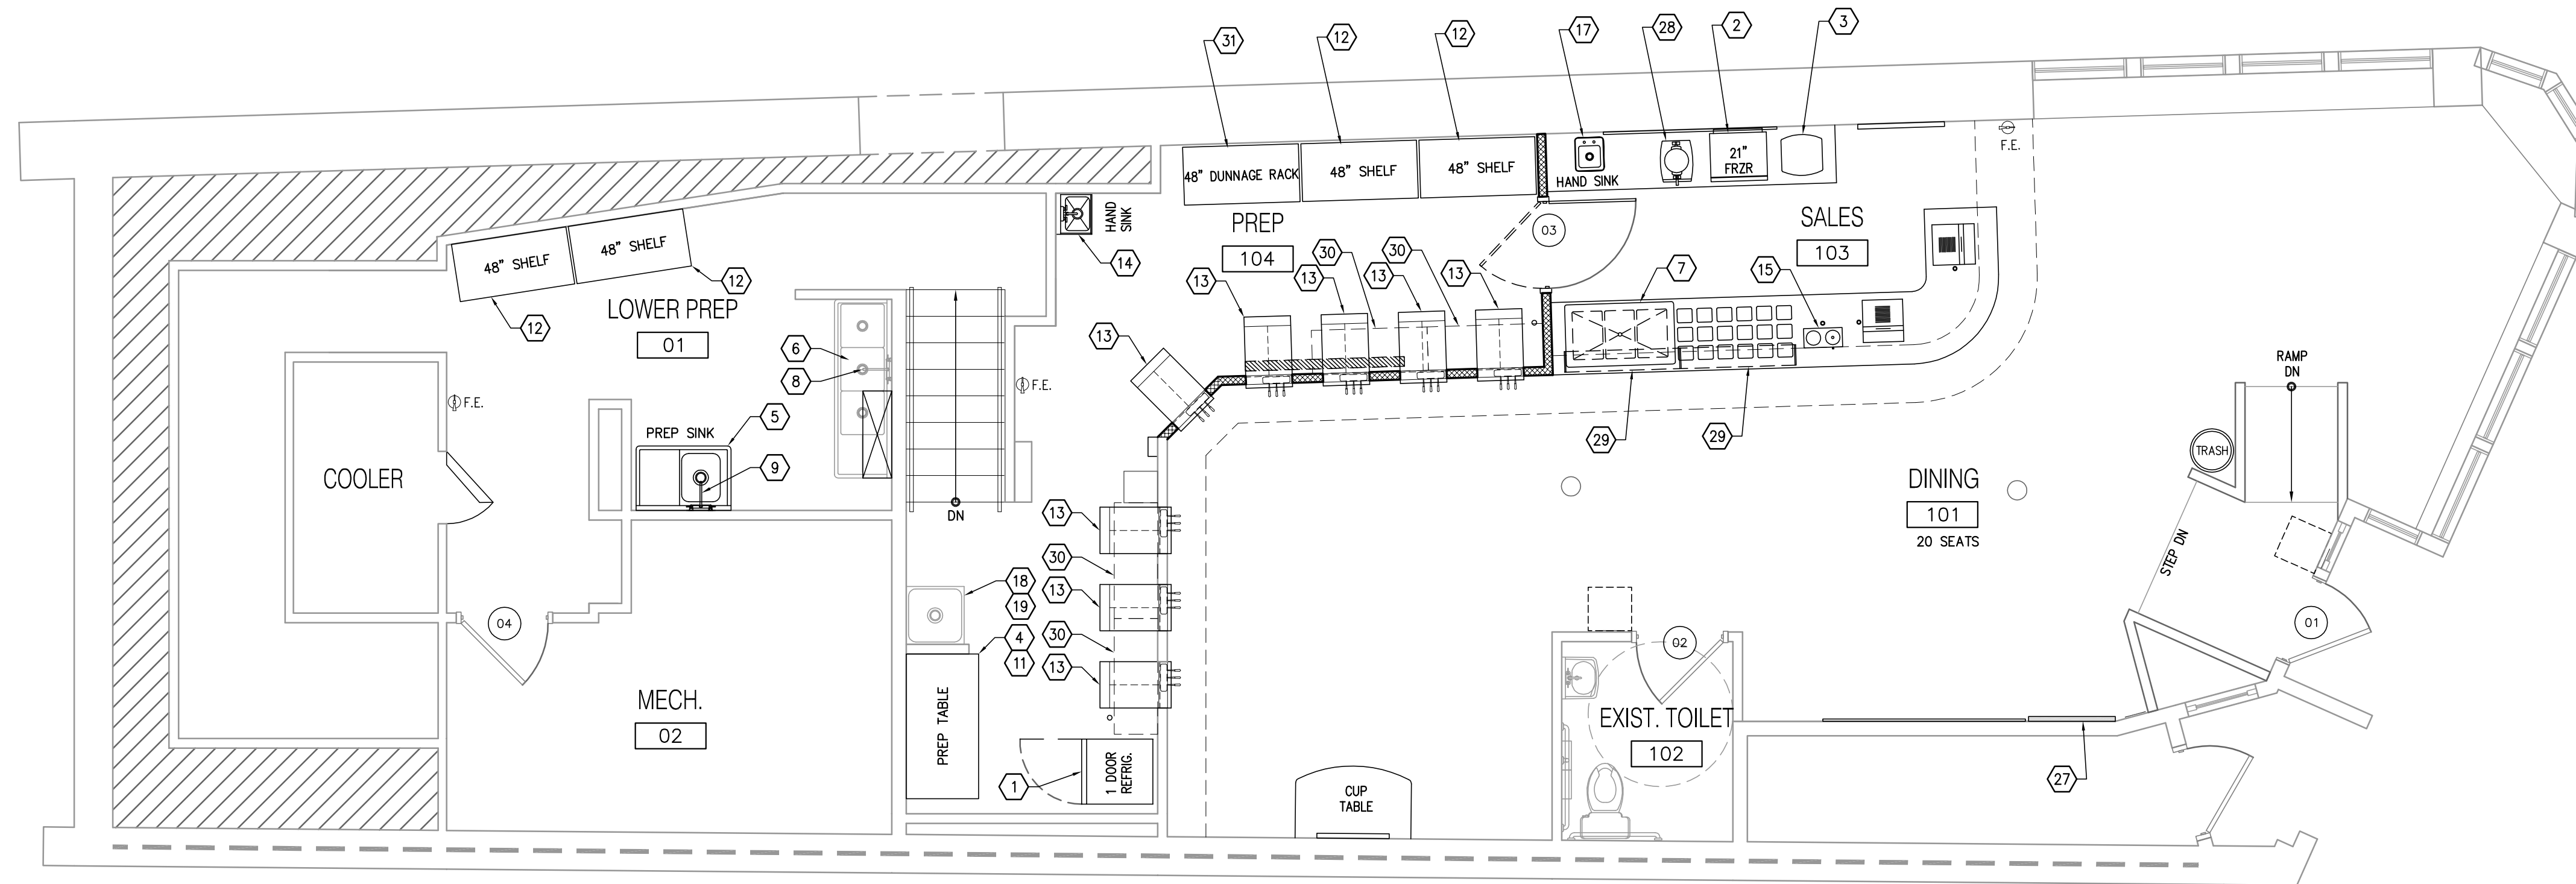 31
12
12
17
28
2
3
48" DUNNAGE RACK
48" SHELF
48" SHELF
HAND SINK
21"
FRZR
F.E.
HAND
SINK
14
PREP
104
03
SALES
103
48" SHELF
48" SHELF
12
12
LOWER PREP
01
13
13
30
13
30
13
7
15
13
6
8
F.E.
F.E.
5
PREP SINK
9
COOLER
29
29
RAMP
DN
TRASH
DINING
101
20 SEATS
STEP DN
DN
13
30
13
30
13
18
19
4
11
04
02
01
MECH.
02
PREP TABLE
1
1 DOOR
REFRIG.
CUP
TABLE
EXIST. TOILET
102
27